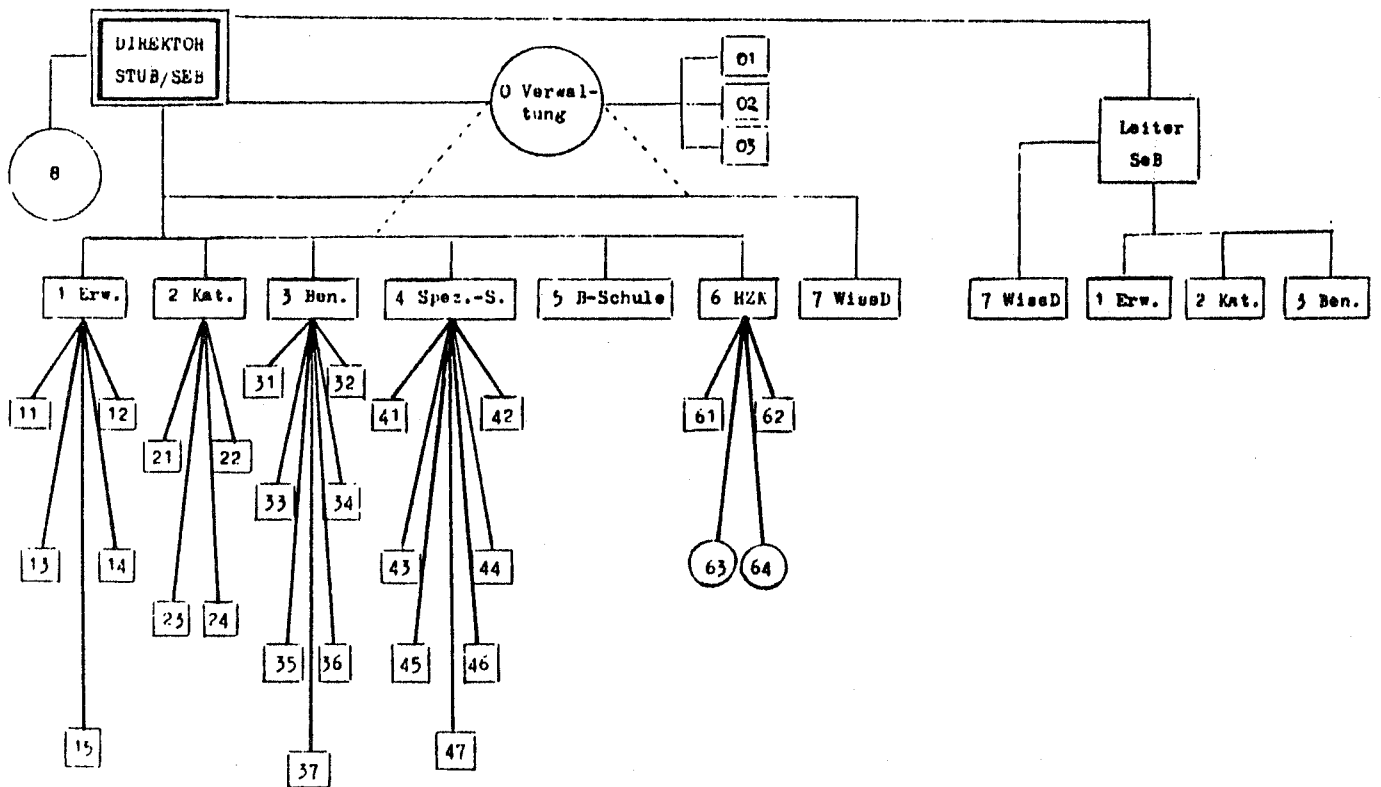 DIREKTOR
STUB/SEB
0 Verwal-
tung
01
02
03
8
Leiter
SeB
1 Erw.
2 Kat.
3 Ben.
4 Spez.-S.
5 B-Schule
6 HZK
7 WissD
7 WissD
1 Erw.
2 Kat.
3 Ben.
11
12
13
14
15
21
22
23
24
31
32
33
34
35
36
37
41
42
43
44
45
46
47
61
62
63
64